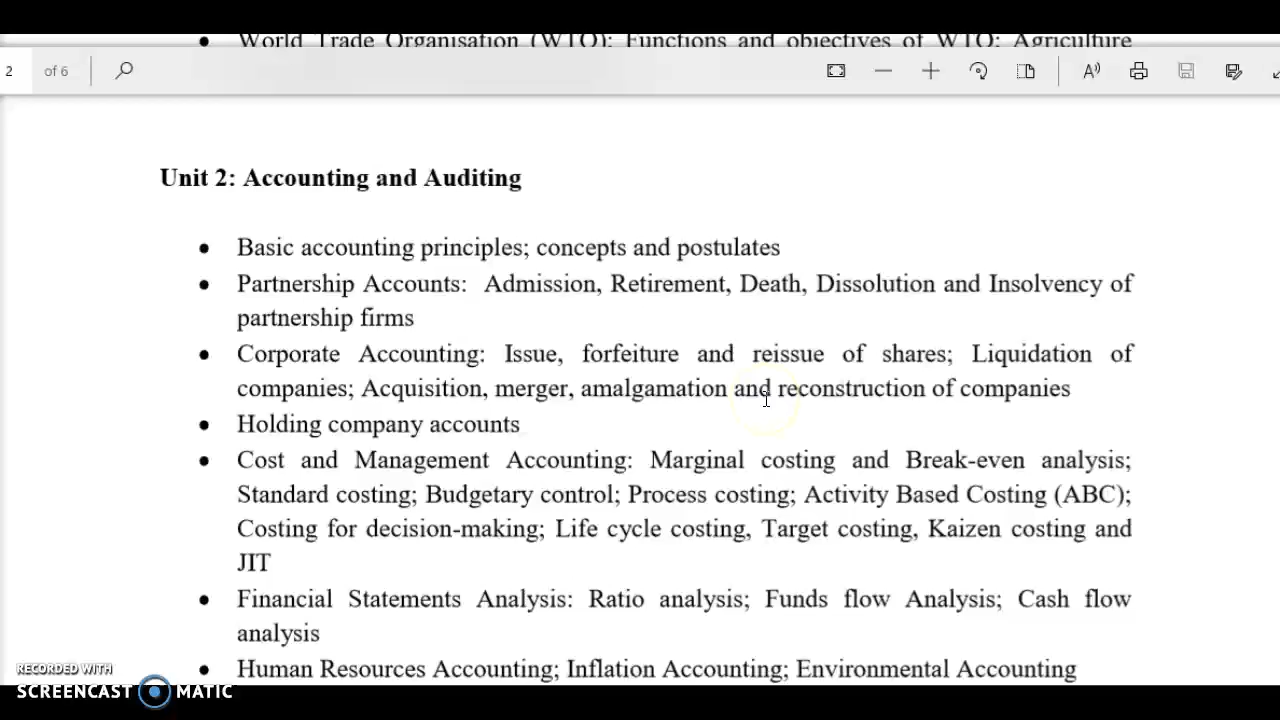 World Trade Organisation (WTO): Functions and objectives of WTO; Agriculture
2 of 6
Unit 2: Accounting and Auditing
• Basic accounting principles; concepts and postulates
• Partnership Accounts: Admission, Retirement, Death, Dissolution and Insolvency of
partnership firms
• Corporate Accounting: Issue, forfeiture and reissue of shares; Liquidation of
companies; Acquisition, merger, amalgamation and reconstruction of companies
• Holding company accounts
• Cost and Management Accounting: Marginal costing and Break-even analysis;
Standard costing; Budgetary control; Process costing; Activity Based Costing (ABC);
Costing for decision-making; Life cycle costing, Target costing, Kaizen costing and
JIT
• Financial Statements Analysis: Ratio analysis; Funds flow Analysis; Cash flow
analysis
• Human Resources Accounting; Inflation Accounting; Environmental Accounting
RECORDED WITH
SCREENCAST MATIC